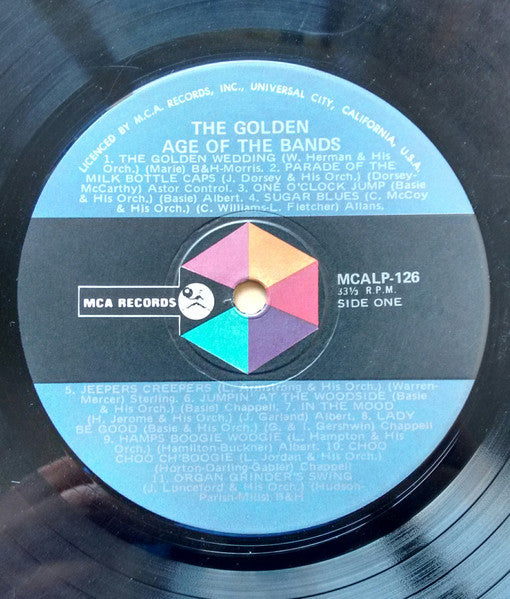 LICENCED BY M.C.A. RECORDS, INC., UNIVERSAL CITY, CALIFORNIA, U.S.A.
THE GOLDEN
AGE OF THE BANDS
1. THE GOLDEN WEDDING (W. Herman & His
Orch.) (Marie) B&H-Morris. 2. PARADE OF THE
MILK BOTTLE CAPS (J. Dorsey & His Orch.) (Dorsey-
McCarthy) Astor Control. 3. ONE O'CLOCK JUMP (Basie
& His Orch.) (Basie) Albert. 4. SUGAR BLUES (C. McCoy
& His Orch.) (C. Williams-L. Fletcher) Allans.
MCA RECORDS
MCALP-126
33⅓ R.P.M.
SIDE ONE
5. JEEPERS CREEPERS (L. Armstrong & His Orch.) (Warren-
Mercer) Sterling. 6. JUMPIN' AT THE WOODSIDE (Basie
& His Orch.) (Basie) Chappell. 7. IN THE MOOD
(H. Jerome & His Orch.) (J. Garland) Albert. 8. LADY
BE GOOD (Basie & His Orch.) (G. & I. Gershwin) Chappell
9. HAMPS BOOGIE WOOGIE (L. Hampton & His
Orch.) (Hamilton-Buckner) Albert. 10. CHOO
CHOO CH'BOOGIE (L. Jordan & His Orch.)
(Horton-Darling-Gabler) Chappell
11. ORGAN GRINDER'S SWING
(J. Lunceford & His Orch.) (Hudson-
Parish-Mills) B&H